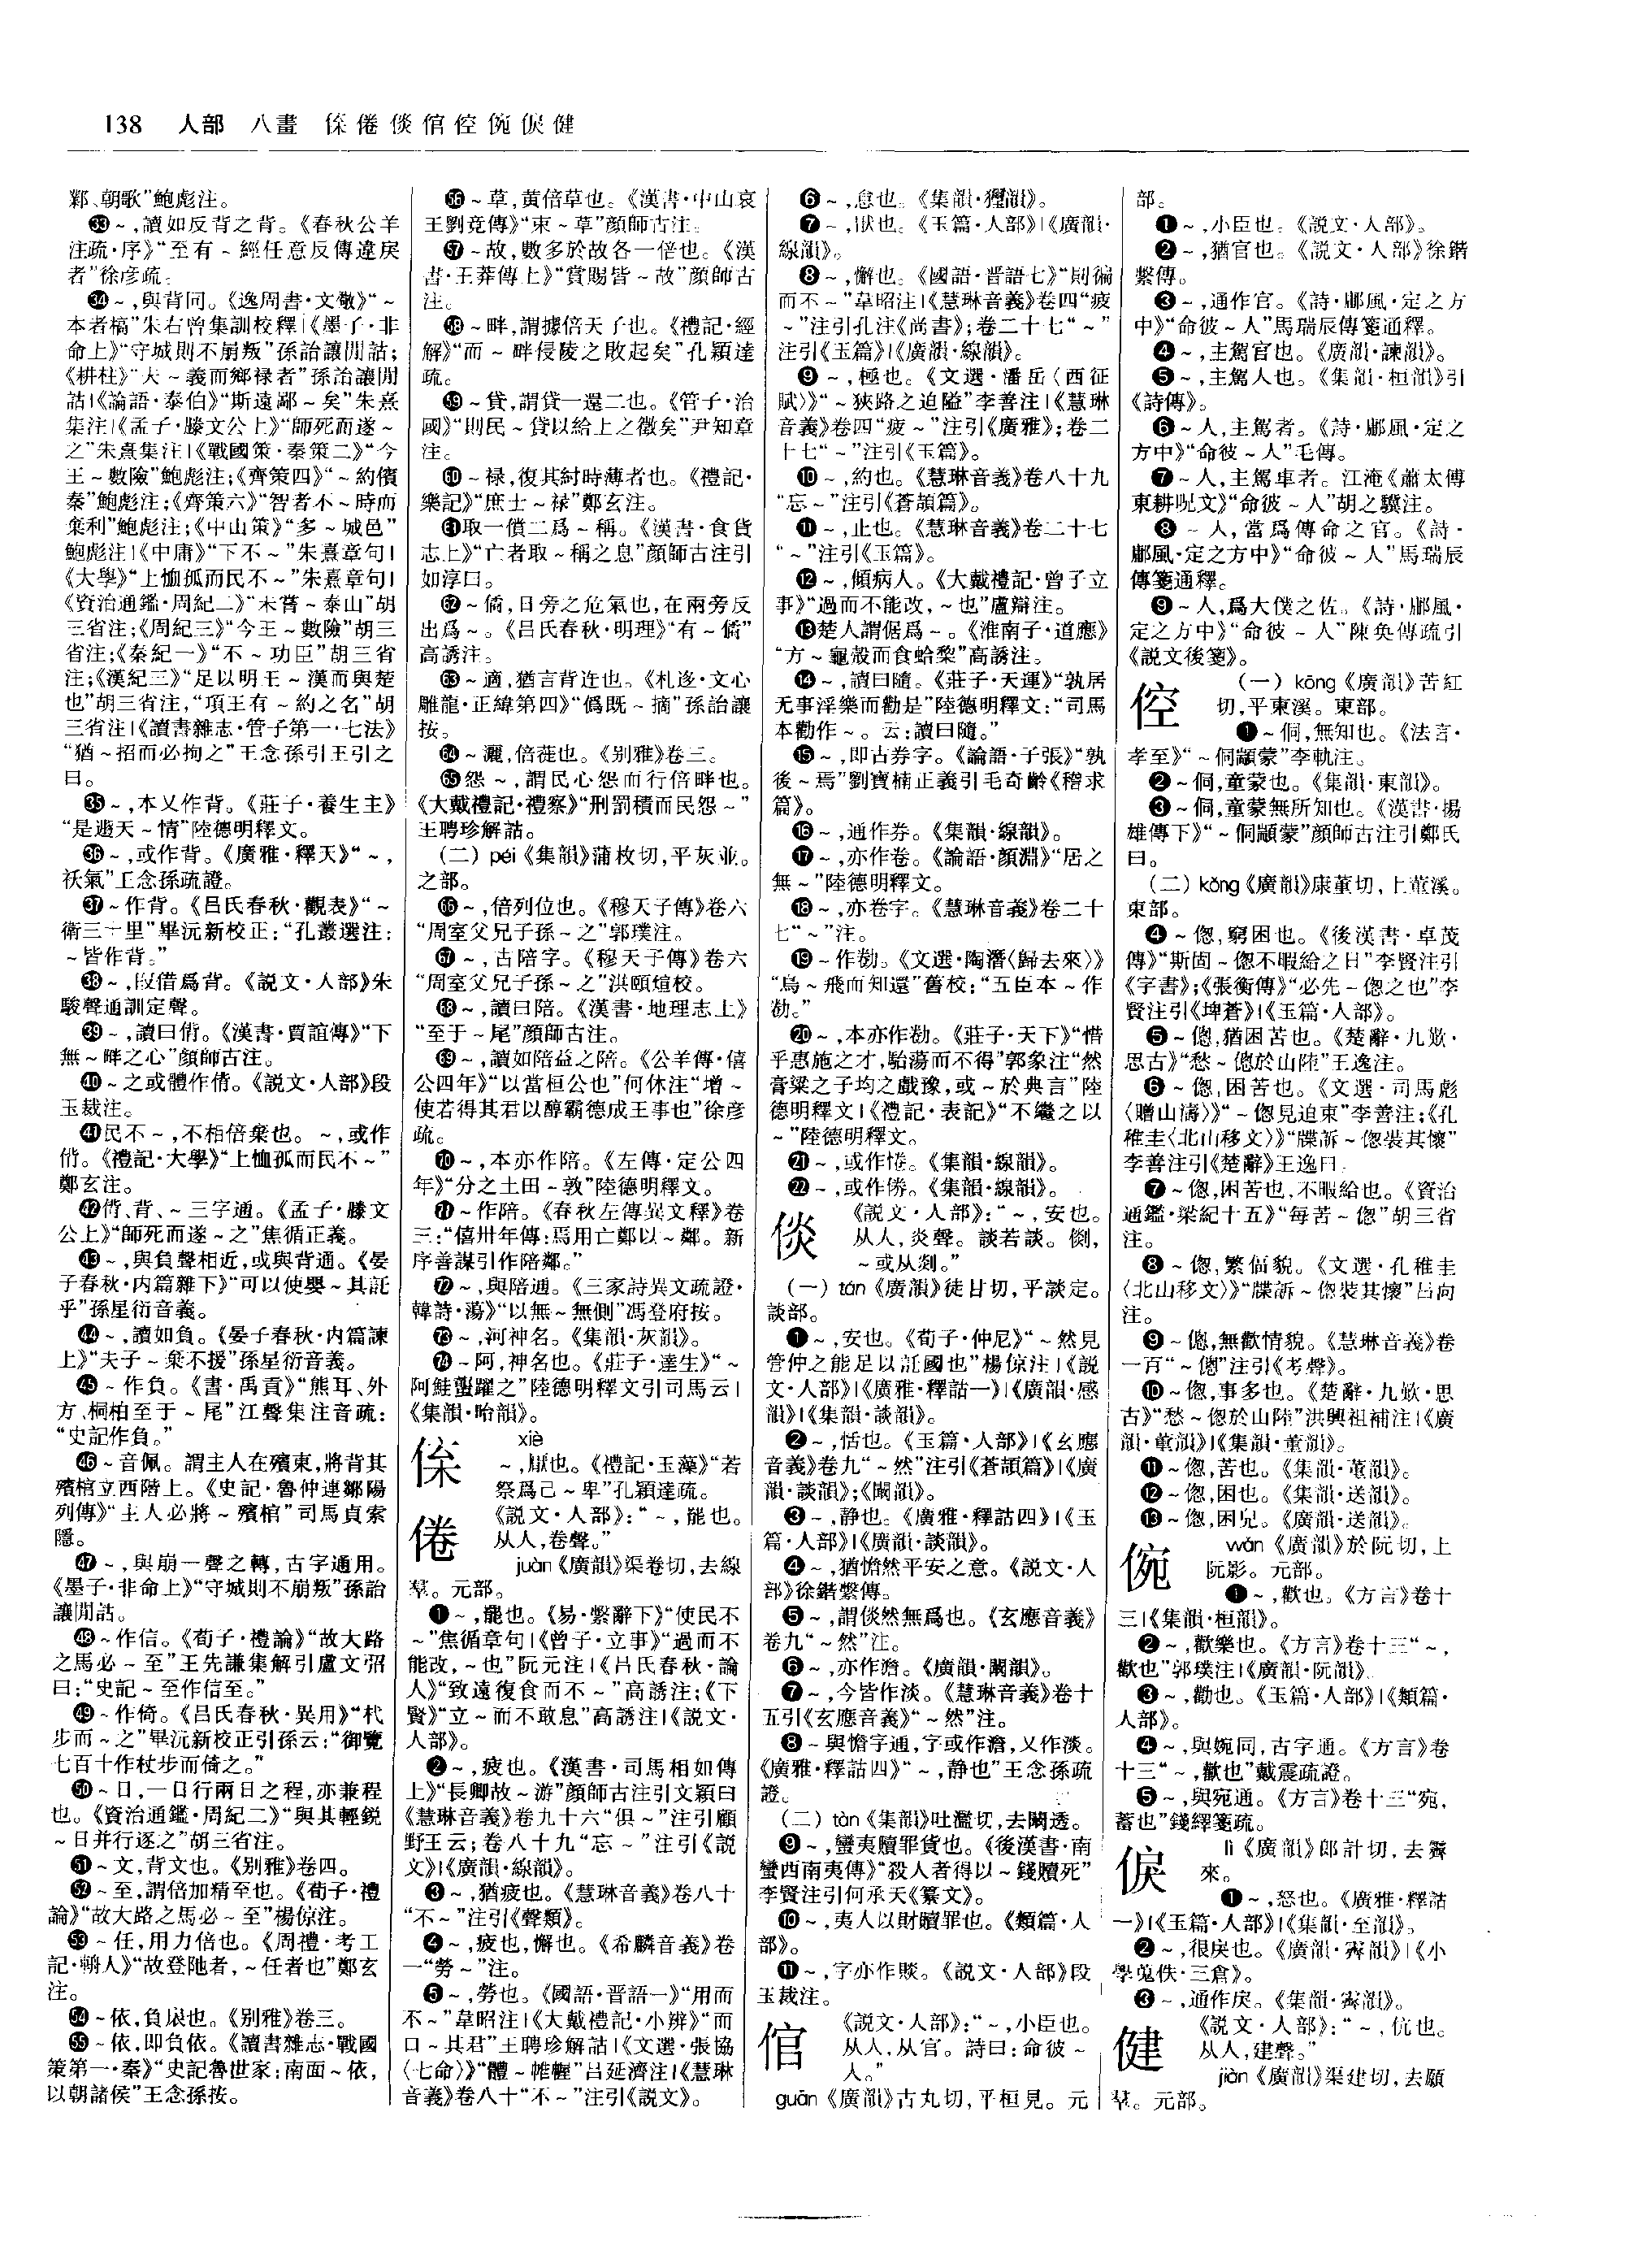 138 人部 八畫 倸倦倓倌倥倇俍健
鄴、朝歌”鮑彪注。
㉝～,讀如反背之背。《春秋公羊
注疏·序》“至有～經任意反傳違戾
者”徐彥疏。
㉞～,與背同。《逸周書·文敬》“～
本者槁”朱右曾集訓校釋|《墨子·非
命上》“守城則不崩叛”孫詒讓閒詁;
《耕柱》“大～義而鄉禄者”孫詒讓閒
詁|《論語·泰伯》“斯遠鄙～矣”朱熹
集注|《孟子·滕文公上》“師死而遂～
之”朱熹集注|《戰國策·秦策二》“今
王～數險”鮑彪注;《齊策四》“～約儐
秦”鮑彪注;《齊策六》“智者不～時而
棄利”鮑彪注;《中山策》“多～城邑”
鮑彪注|《中庸》“下不～”朱熹章句|
《大學》“上恤孤而民不～”朱熹章句|
《資治通鑑·周紀二》“未嘗～泰山”胡
三省注;《周紀三》“今王～數險”胡三
省注;《秦紀一》“不～功臣”胡三省
注;《漢紀三》“足以明王～漢而與楚
也”胡三省注,“項王有～約之名”胡
三省注|《讀書雜志·管子第一·七法》
“猶～招而必拘之”王念孫引王引之
曰。
㉟～,本又作背。《莊子·養生主》
“是遁天～情”陸德明釋文。
㊱～,或作背。《廣雅·釋天》“～,
祅氣”王念孫疏證。
㊲～作背。《呂氏春秋·觀表》“～
衛三十里”畢沅新校正:“孔叢選注:
～皆作背。”
㊳～,叚借爲背。《説文·人部》朱
駿聲通訓定聲。
㊴～,讀曰偝。《漢書·賈誼傳》“下
無～畔之心”顏師古注。
㊵～之或體作偝。《説文·人部》段
玉裁注。
㊶民不～,不相倍棄也。～,或作
偝。《禮記·大學》“上恤孤而民不～”
鄭玄注。
㊷偝、背、～三字通。《孟子·滕文
公上》“師死而遂～之”焦循正義。
㊸～,與負聲相近,或與背通。《晏
子春秋·内篇雜下》“可以使嬰～其託
乎”孫星衍音義。
㊹～,讀如負。《晏子春秋·内篇諫
上》“夫子～棄不援”孫星衍音義。
㊺～作負。《書·禹貢》“熊耳、外
方、桐柏至于～尾”江聲集注音疏:
“史記作負。”
㊻～音佩。謂主人在殯東,將背其
殯棺立西階上。《史記·魯仲連鄒陽
列傳》“主人必將～殯棺”司馬貞索
隱。
㊼～,與崩一聲之轉,古字通用。
《墨子·非命上》“守城則不崩叛”孫詒
讓閒詁。
㊽～作信。《荀子·禮論》“故大路
之馬必～至”王先謙集解引盧文弨
曰:“史記～至作信至。”
㊾～作倚。《呂氏春秋·異用》“杖
步而～之”畢沅新校正引孫云:“御覽
七百十作杖步而倚之。”
㊿～日,一日行兩日之程,亦兼程
也。《資治通鑑·周紀二》“與其輕鋭
～日并行逐之”胡三省注。
51～文,背文也。《别雅》卷四。
52～至,謂倍加精至也。《荀子·禮
論》“故大路之馬必～至”楊倞注。
53～任,用力倍也。《周禮·考工
記·輈人》“故登阤者,～任者也”鄭玄
注。
54～依,負扆也。《别雅》卷三。
55～依,即負依。《讀書雜志·戰國
策第一·秦》“史記魯世家:南面～依,
以朝諸侯”王念孫按。
56～草,黄倍草也。《漢書·中山哀
王劉竟傳》“東～草”顏師古注。
57～故,數多於故各一倍也。《漢
書·王莽傳上》“賞賜皆～故”顏師古
注。
58～畔,謂據倍天子也。《禮記·經
解》“而～畔侵陵之敗起矣”孔穎達
疏。
59～貸,謂貸一還二也。《管子·治
國》“則民～貸以給上之徵矣”尹知章
注。
60～禄,復其紂時薄者也。《禮記·
樂記》“庶士～禄”鄭玄注。
61取一償二爲～稱。《漢書·食貨
志上》“亡者取～稱之息”顏師古注引
如淳曰。
62～僪,日旁之危氣也,在兩旁反
出爲～。《吕氏春秋·明理》“有～僪”
高誘注。
63～適,猶言背迕也。《札迻·文心
雕龍·正緯第四》“僞既～摘”孫詒讓
按。
64～灑,倍蓰也。《别雅》卷三。
65怨～,謂民心怨而行倍畔也。
《大戴禮記·禮察》“刑罰積而民怨～”
王聘珍解詁。
(二) péi《集韻》蒲枚切,平灰並。
之部。
66～,倍列位也。《穆天子傳》卷六
“周室父兄子孫～之”郭璞注。
67～,古陪字。《穆天子傳》卷六
“周室父兄子孫～之”洪頤煊校。
68～,讀曰陪。《漢書·地理志上》
“至于～尾”顏師古注。
69～,讀如陪益之陪。《公羊傳·僖
公四年》“以當桓公也”何休注“增～
使若得其君以醇霸德成王事也”徐彥
疏。
70～,本亦作陪。《左傳·定公四
年》“分之土田～敦”陸德明釋文。
71～作陪。《春秋左傳異文釋》卷
三:“僖卅年傳:焉用亡鄭以～鄰。新
序善謀引作陪鄰。”
72～,與陪通。《三家詩異文疏證·
韓詩·蕩》“以無～無側”馮登府按。
73～,河神名。《集韻·灰韻》。
74～阿,神名也。《莊子·達生》“～
阿鮭蠪躍之”陸德明釋文引司馬云|
《集韻·咍韻》。
倸 xiè
～,厭也。《禮記·玉藻》“若
祭爲己～卑”孔穎達疏。
倦 《説文·人部》:“～,罷也。
从人,卷聲。”
juàn《廣韻》渠卷切,去線
羣。元部。
❶～,罷也。《易·繫辭下》“使民不
～”焦循章句|《曾子·立事》“過而不
能改,～也”阮元注|《吕氏春秋·論
人》“致遠復食而不～”高誘注;《下
賢》“立～而不敢息”高誘注|《説文·
人部》。
❷～,疲也。《漢書·司馬相如傳
上》“長卿故～游”顏師古注引文穎曰
《慧琳音義》卷九十六“俱～”注引顧
野王云;卷八十九“忘～”注引《説
文》|《廣韻·線韻》。
❸～,猶疲也。《慧琳音義》卷八十
“不～”注引《聲類》。
❹～,疲也,懈也。《希麟音義》卷
一“勞～”注。
❺～,勞也。《國語·晋語一》“用而
不～”韋昭注|《大戴禮記·小辨》“而
口～其君”王聘珍解詁|《文選·張協
〈七命〉》“體～帷幄”吕延濟注|《慧琳
音義》卷八十“不～”注引《説文》。
❻～,怠也。《集韻·𤣎韻》。
❼～,猒也。《玉篇·人部》|《廣韻·
線韻》。
❽～,懈也。《國語·晋語七》“則徧
而不～”韋昭注|《慧琳音義》卷四“疲
～”注引孔注《尚書》;卷二十七“～”
注引《玉篇》|《廣韻·線韻》。
❾～,極也。《文選·潘岳〈西征
賦〉》“～狹路之迫隘”李善注|《慧琳
音義》卷四“疲～”注引《廣雅》;卷二
十七“～”注引《玉篇》。
❿～,約也。《慧琳音義》卷八十九
“忘～”注引《蒼頡篇》。
⓫～,止也。《慧琳音義》卷二十七
“～”注引《玉篇》。
⓬～,傾病人。《大戴禮記·曾子立
事》“過而不能改,～也”盧辯注。
⓭楚人謂倨爲～。《淮南子·道應》
“方～龜殼而食蛤棃”高誘注。
⓮～,讀曰隨。《莊子·天運》“孰居
无事淫樂而勸是”陸德明釋文:“司馬
本勸作～。云:讀曰隨。”
⓯～,即古券字。《論語·子張》“孰
後～焉”劉寶楠正義引毛奇齡《稽求
篇》。
⓰～,通作券。《集韻·線韻》。
⓱～,亦作卷。《論語·顏淵》“居之
無～”陸德明釋文。
⓲～,亦卷字。《慧琳音義》卷二十
七“～”注。
⓳～作勌。《文選·陶潛〈歸去來〉》
“鳥～飛而知還”舊校:“五臣本～作
勌。”
⓴～,本亦作勌。《莊子·天下》“惜
乎惠施之才,駘蕩而不得”郭象注“然
膏粱之子均之戲豫,或～於典言”陸
德明釋文|《禮記·表記》“不繼之以
～”陸德明釋文。
㉑～,或作惓。《集韻·線韻》。
㉒～,或作㑞。《集韻·線韻》。
倓 《説文·人部》:“～,安也。
从人,炎聲。談若談。倒,
～或从剡。”
(一) tán《廣韻》徒甘切,平談定。
談部。
❶～,安也。《荀子·仲尼》“～然見
管仲之能足以託國也”楊倞注|《説
文·人部》|《廣雅·釋詁一》|《廣韻·感
韻》|《集韻·談韻》。
❷～,恬也。《玉篇·人部》|《玄應
音義》卷九“～然”注引《蒼頡篇》|《廣
韻·談韻》;《闞韻》。
❸～,静也。《廣雅·釋詁四》|《玉
篇·人部》|《廣韻·談韻》。
❹～,猶憺然平安之意。《説文·人
部》徐鍇繫傳。
❺～,謂倓然無爲也。《玄應音義》
卷九“～然”注。
❻～,亦作澹。《廣韻·闞韻》。
❼～,今皆作淡。《慧琳音義》卷十
五引《玄應音義》“～然”注。
❽～與憺字通,字或作澹,又作淡。
《廣雅·釋詁四》“～,静也”王念孫疏
證。
(二) tàn《集韻》吐濫切,去闞透。
❾～,蠻夷贖罪貨也。《後漢書·南
蠻西南夷傳》“殺人者得以～錢贖死”
李賢注引何承天《纂文》。
❿～,夷人以財贖罪也。《類篇·人
部》。
⓫～,字亦作賧。《説文·人部》段
玉裁注。
倌 《説文·人部》:“～,小臣也。
从人,从官。詩曰:命彼～
人。”
guān《廣韻》古丸切,平桓見。元
部。
❶～,小臣也。《説文·人部》。
❷～,猶官也。《説文·人部》徐鍇
繫傳。
❸～,通作官。《詩·鄘風·定之方
中》“命彼～人”馬瑞辰傳箋通釋。
❹～,主駕官也。《廣韻·諫韻》。
❺～,主駕人也。《集韻·桓韻》引
《詩傳》。
❻～人,主駕者。《詩·鄘風·定之
方中》“命彼～人”毛傳。
❼～人,主駕車者。江淹《蕭太傅
東耕呪文》“命彼～人”胡之驥注。
❽～人,當爲傳命之官。《詩·
鄘風·定之方中》“命彼～人”馬瑞辰
傳箋通釋。
❾～人,爲大僕之佐。《詩·鄘風·
定之方中》“命彼～人”陳奂傳疏引
《説文後箋》。
倥 (一) kōng《廣韻》苦紅
切,平東溪。東部。
❶～侗,無知也。《法言·
孝至》“～侗顓蒙”李軌注。
❷～侗,童蒙也。《集韻·東韻》。
❸～侗,童蒙無所知也。《漢書·揚
雄傳下》“～侗顓蒙”顏師古注引鄭氏
曰。
(二) kǒng《廣韻》康董切,上董溪。
東部。
❹～偬,窮困也。《後漢書·卓茂
傳》“斯固～偬不暇給之日”李賢注引
《字書》;《張衡傳》“必先～偬之也”李
賢注引《埤蒼》|《玉篇·人部》。
❺～傯,猶困苦也。《楚辭·九歎·
思古》“愁～傯於山陸”王逸注。
❻～偬,困苦也。《文選·司馬彪
〈贈山濤〉》“～偬見迫束”李善注;《孔
稚圭〈北山移文〉》“牒訴～偬裝其懷”
李善注引《楚辭》王逸曰。
❼～偬,困苦也,不暇給也。《資治
通鑑·梁紀十五》“每苦～偬”胡三省
注。
❽～偬,繁偪貌。《文選·孔稚圭
〈北山移文〉》“牒訴～偬裝其懷”吕向
注。
❾～傯,無歡情貌。《慧琳音義》卷
一百“～傯”注引《考聲》。
❿～偬,事多也。《楚辭·九歎·思
古》“愁～偬於山陸”洪興祖補注|《廣
韻·董韻》|《集韻·董韻》。
⓫～偬,苦也。《集韻·董韻》。
⓬～偬,困也。《集韻·送韻》。
⓭～偬,困皃。《廣韻·送韻》。
wǎn《廣韻》於阮切,上
阮影。元部。
❶～,歡也。《方言》卷十
三|《集韻·桓韻》。
❷～,歡樂也。《方言》卷十三“～,
歡也”郭璞注|《廣韻·阮韻》。
❸～,勸也。《玉篇·人部》|《類篇·
人部》。
❹～,與婉同,古字通。《方言》卷
十三“～,歡也”戴震疏證。
❺～,與宛通。《方言》卷十三“宛,
蓄也”錢繹箋疏。
㑦 lì《廣韻》郎計切,去霽
來。
❶～,怒也。《廣雅·釋詁
一》|《玉篇·人部》|《集韻·至韻》。
❷～,很戾也。《廣韻·霽韻》|《小
學蒐佚·三倉》。
❸～,通作戾。《集韻·霽韻》。
健 《説文·人部》:“～,伉也。
从人,建聲。”
jiàn《廣韻》渠建切,去願
羣。元部。